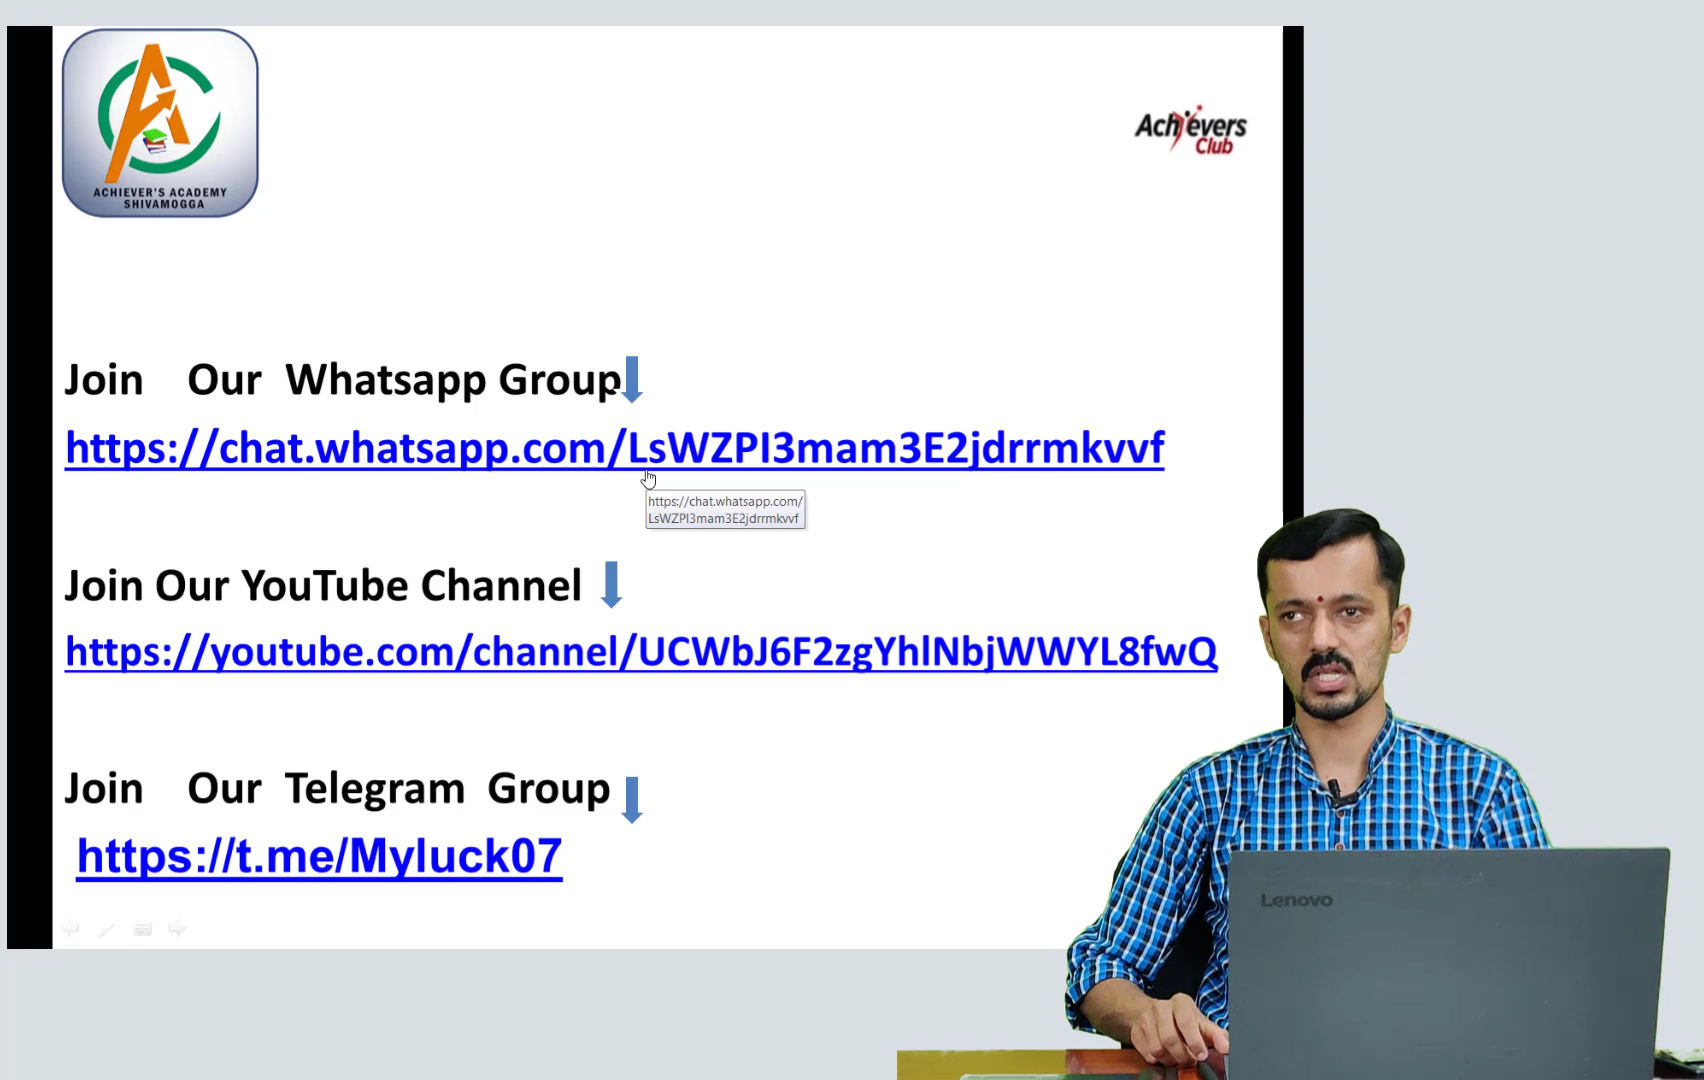 ACHIEVER'S ACADEMY
SHIVAMOGGA
Achievers
Club
Join Our Whatsapp Group
https://chat.whatsapp.com/LsWZPI3mam3E2jdrrmkvvf
https://chat.whatsapp.com/
LsWZPI3mam3E2jdrrmkvvf
Join Our YouTube Channel
https://youtube.com/channel/UCWbJ6F2zgYhlNbjWWYL8fwQ
Join Our Telegram Group
https://t.me/Myluck07
Lenovo